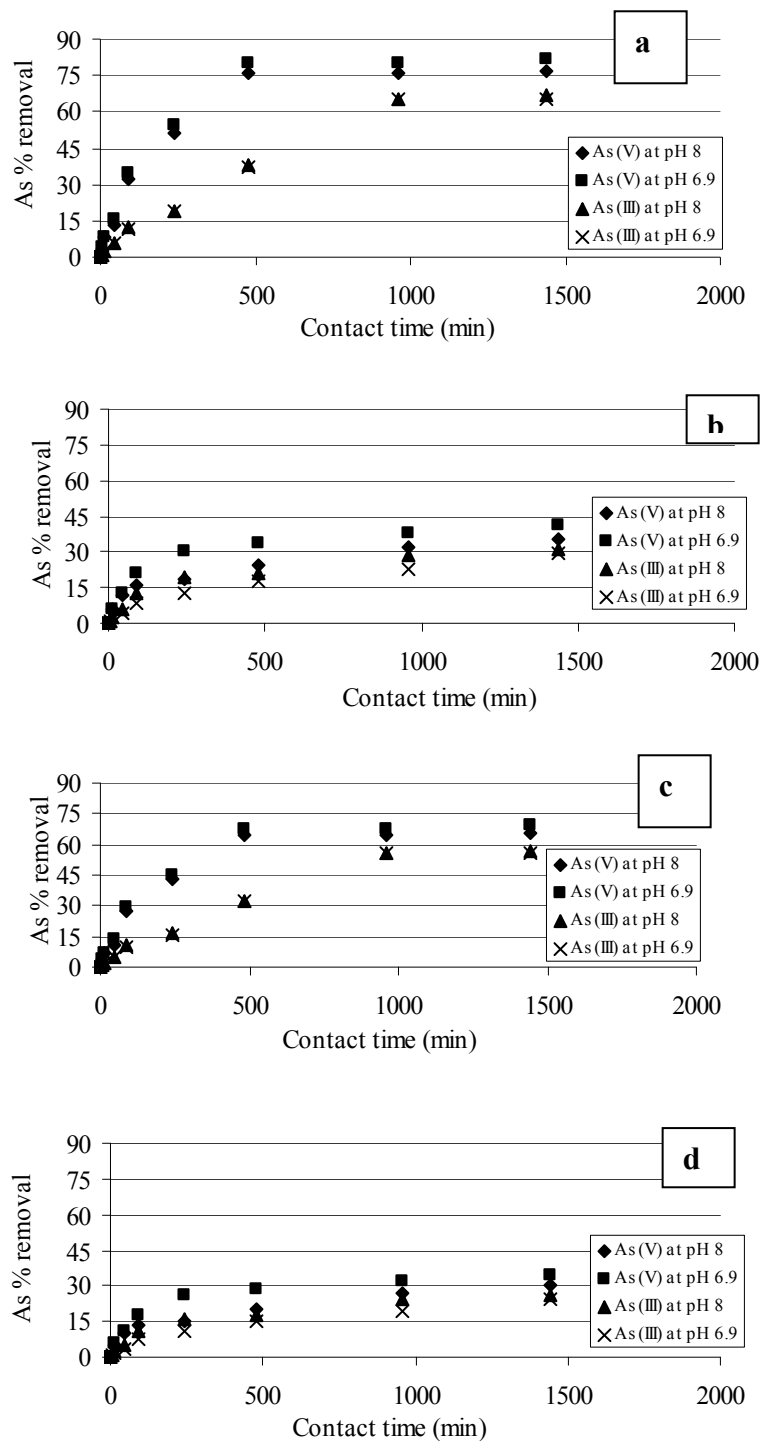 a
90
75
60
45
30
15
0
As % removal
As (V) at pH 8
As (V) at pH 6.9
As (III) at pH 8
As (III) at pH 6.9
0 500 1000 1500 2000
Contact time (min)
b
90
75
60
45
30
15
0
As % removal
As (V) at pH 8
As (V) at pH 6.9
As (III) at pH 8
As (III) at pH 6.9
0 500 1000 1500 2000
Contact time (min)
c
90
75
60
45
30
15
0
As % removal
As (V) at pH 8
As (V) at pH 6.9
As (III) at pH 8
As (III) at pH 6.9
0 500 1000 1500 2000
Contact time (min)
d
90
75
60
45
30
15
0
As % removal
As (V) at pH 8
As (V) at pH 6.9
As (III) at pH 8
As (III) at pH 6.9
0 500 1000 1500 2000
Contact time (min)